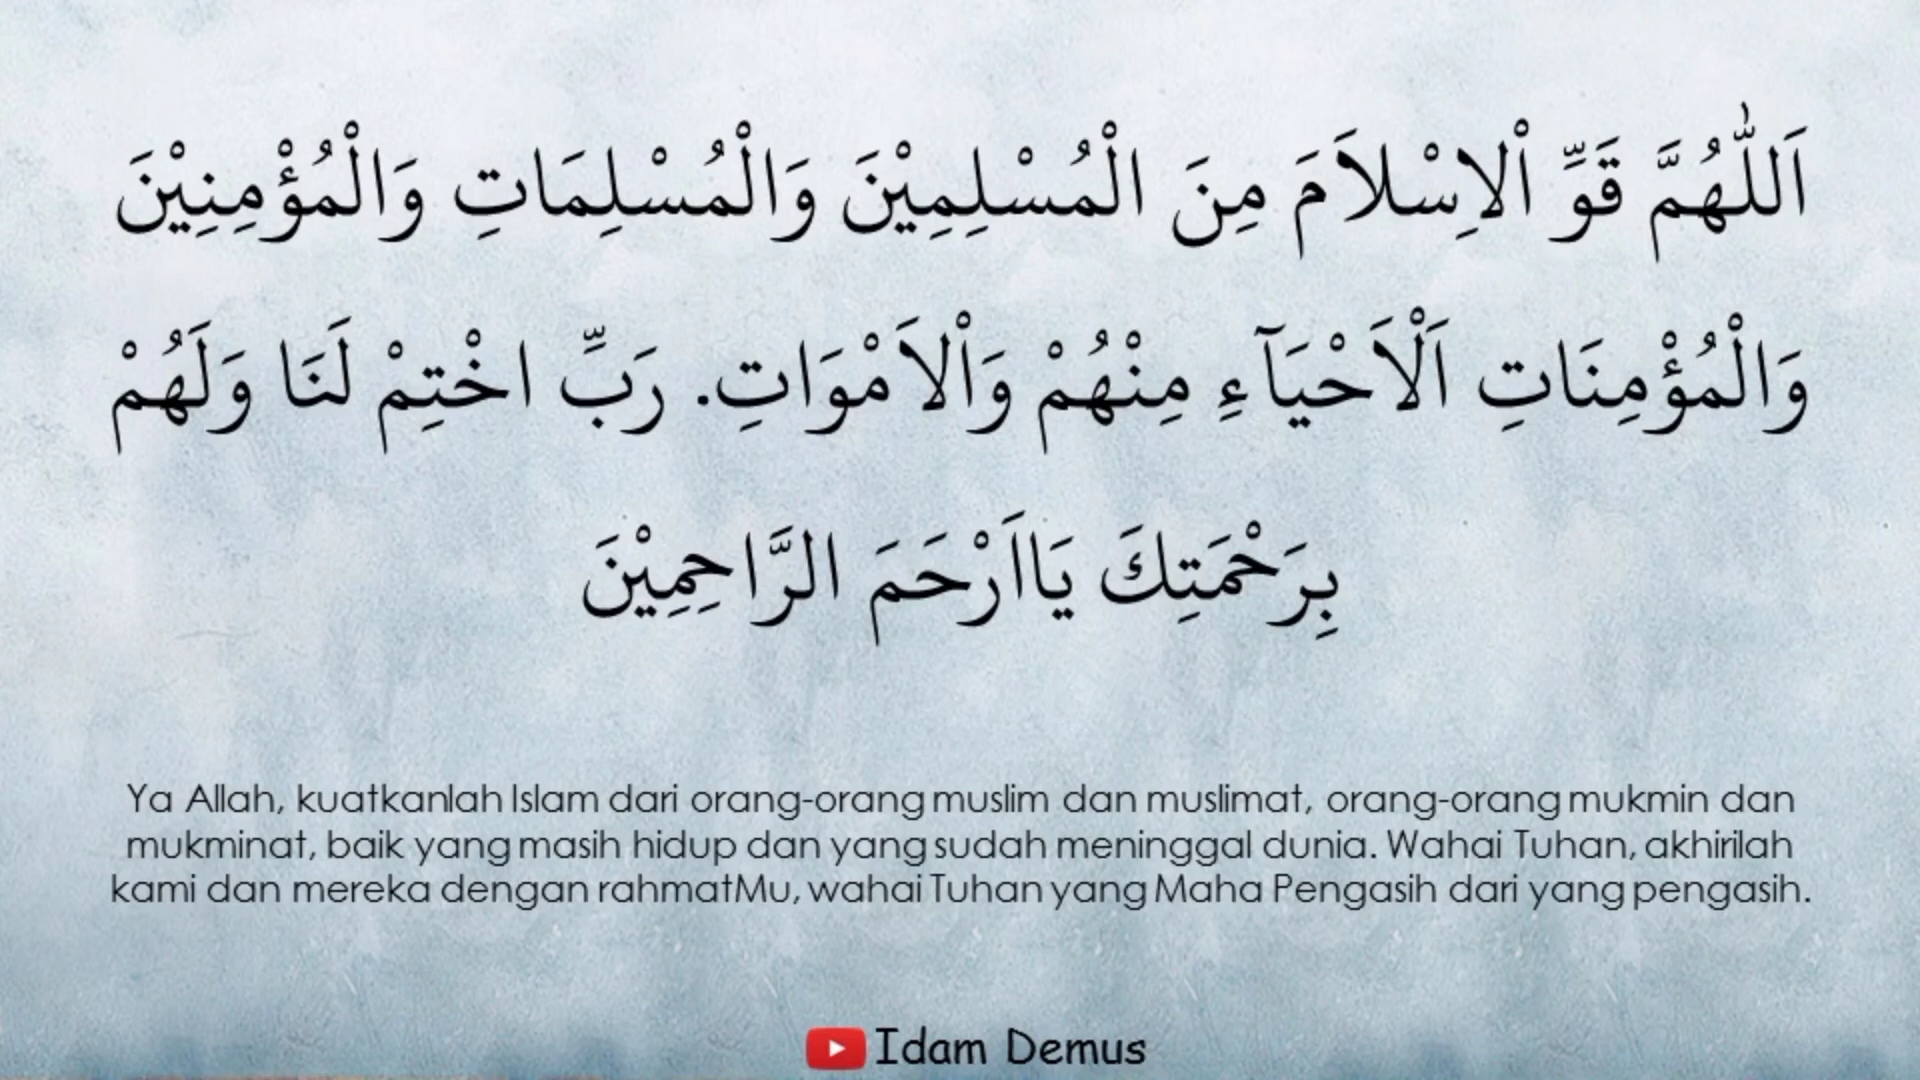 اَللّٰهُمَّ قَوِّ اْلاِسْلاَمَ مِنَ الْمُسْلِمِيْنَ وَالْمُسْلِمَاتِ وَالْمُؤْمِنِيْنَ
وَالْمُؤْمِنَاتِ اَلْاَحْيَآءِ مِنْهُمْ وَاْلاَمْوَاتِ. رَبِّ اخْتِمْ لَنَا وَلَهُمْ
بِرَحْمَتِكَ يَااَرْحَمَ الرَّاحِمِيْنَ
Ya Allah, kuatkanlah Islam dari orang-orang muslim dan muslimat, orang-orang mukmin dan
mukminat, baik yang masih hidup dan yang sudah meninggal dunia. Wahai Tuhan, akhirilah
kami dan mereka dengan rahmatMu, wahai Tuhan yang Maha Pengasih dari yang pengasih.
Idam Demus